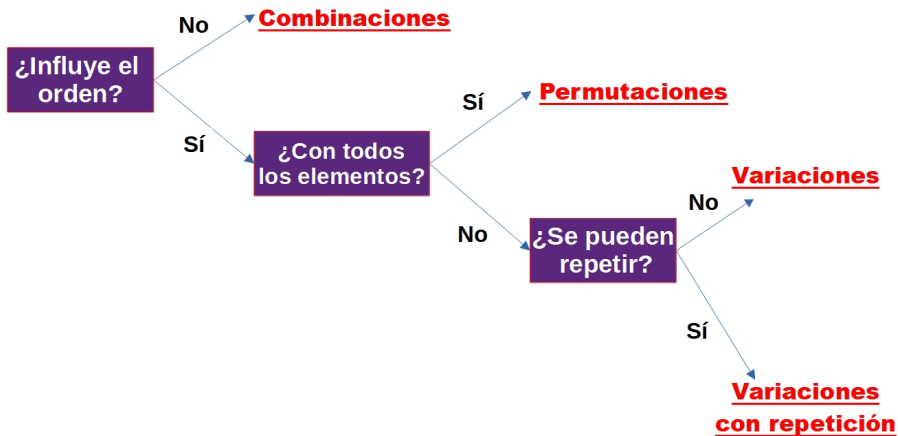 No
Combinaciones
¿Influye el
orden?
Sí
¿Con todos
los elementos?
Sí
Permutaciones
No
¿Se pueden
repetir?
No
Variaciones
Sí
Variaciones
con repetición